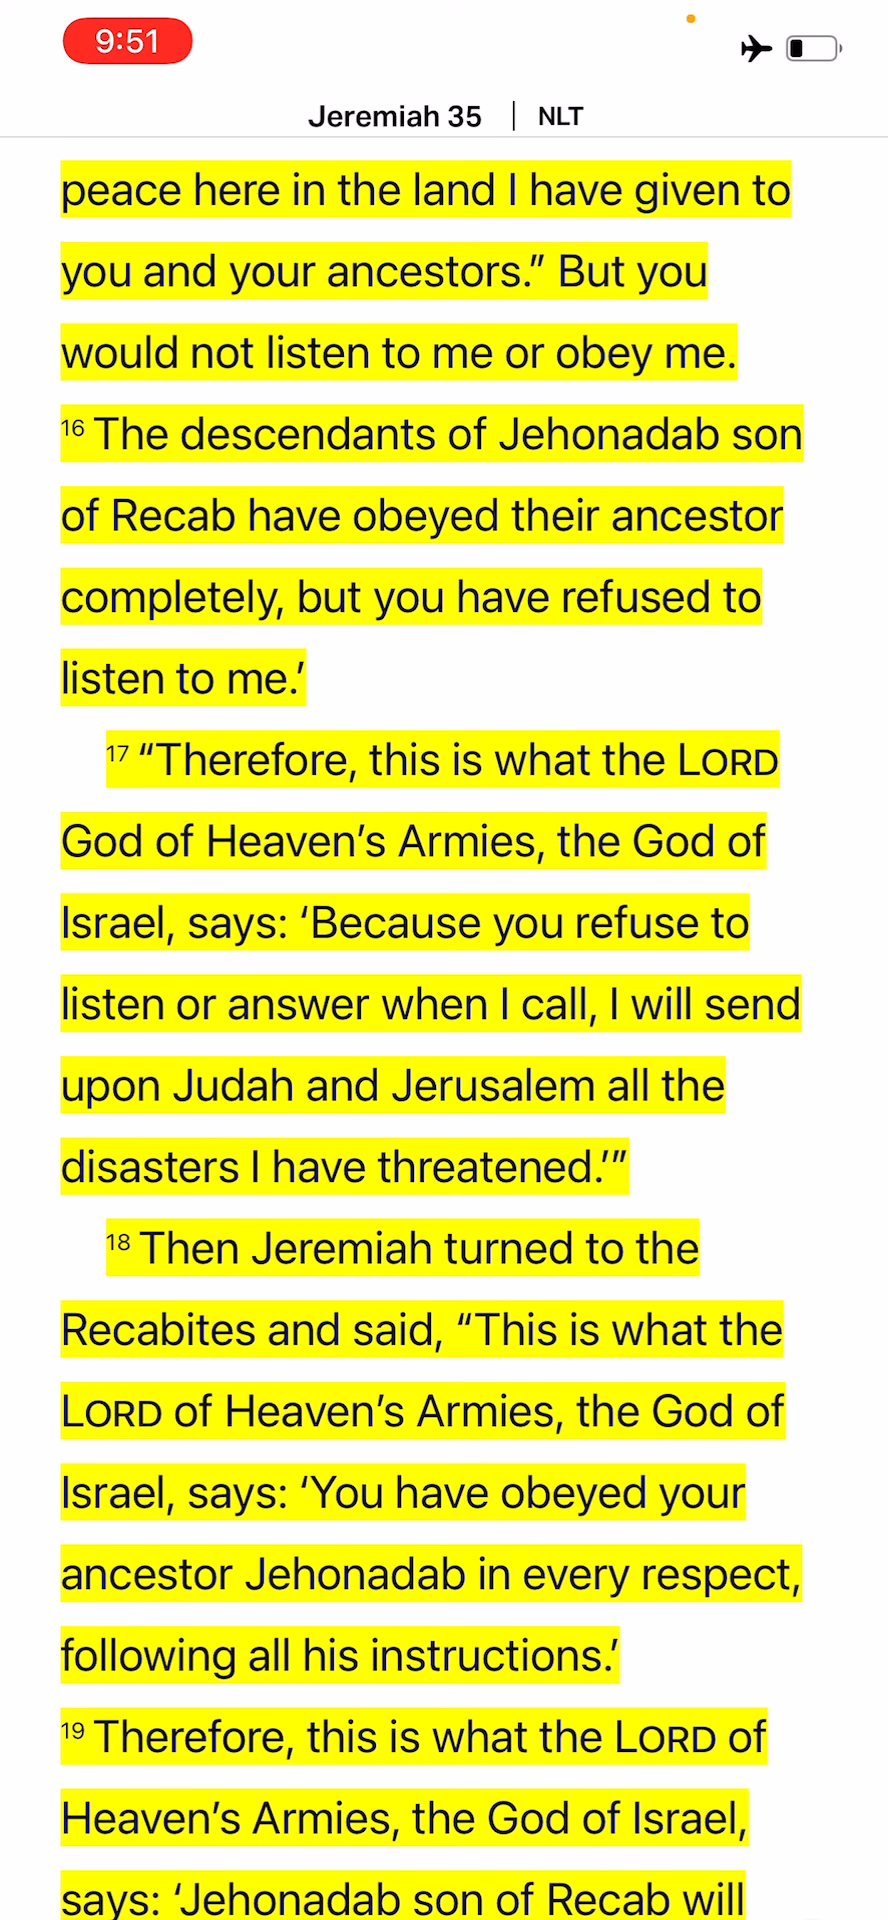 9:51
Jeremiah 35 | NLT
peace here in the land I have given to
you and your ancestors.” But you
would not listen to me or obey me.
16 The descendants of Jehonadab son
of Recab have obeyed their ancestor
completely, but you have refused to
listen to me.’
17 “Therefore, this is what the LORD
God of Heaven’s Armies, the God of
Israel, says: ‘Because you refuse to
listen or answer when I call, I will send
upon Judah and Jerusalem all the
disasters I have threatened.’”
18 Then Jeremiah turned to the
Recabites and said, “This is what the
LORD of Heaven’s Armies, the God of
Israel, says: ‘You have obeyed your
ancestor Jehonadab in every respect,
following all his instructions.’
19 Therefore, this is what the LORD of
Heaven’s Armies, the God of Israel,
says: ‘Jehonadab son of Recab will